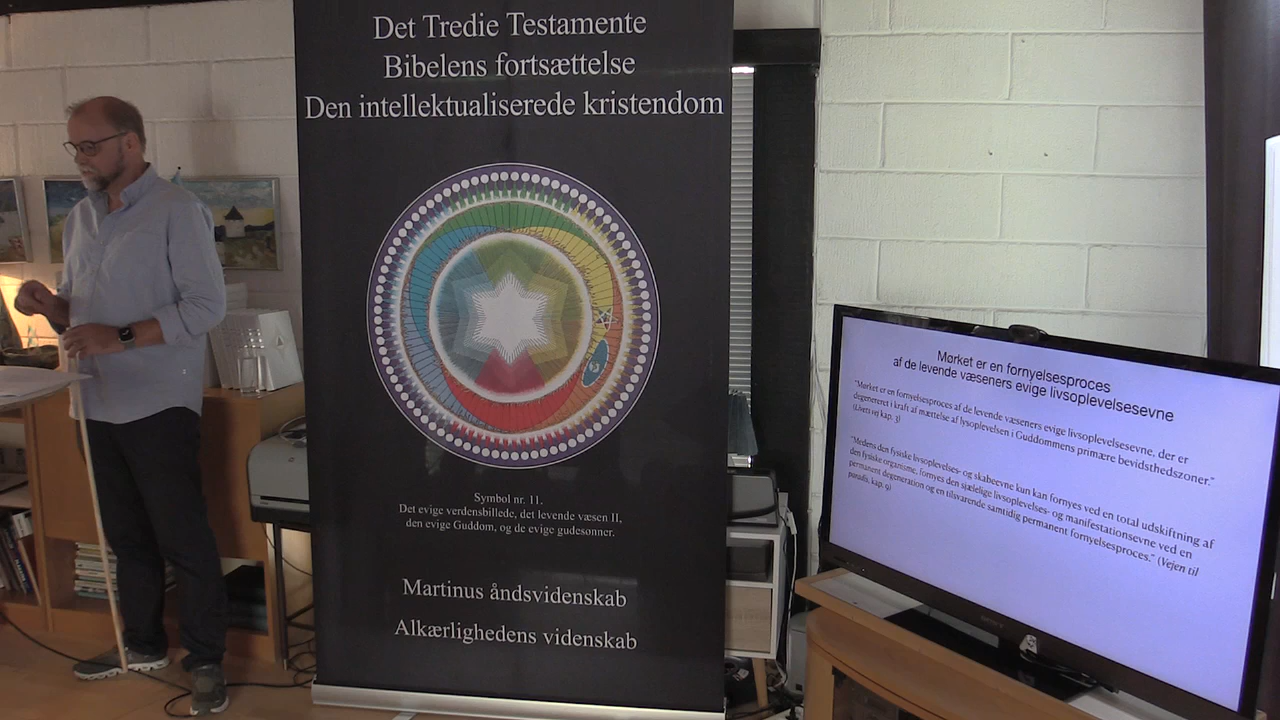 Det Tredie Testamente
Bibelens fortsættelse
Den intellektualiserede kristendom
Symbol nr. 11.
Det evige verdensbillede, det levende væsen II,
den evige Guddom, og de evige gudesønner.
Martinus åndsvidenskab
Alkærlighedens videnskab
Mørket er en fornyelsesproces
af de levende væseners evige livsoplevelsesevne
"Mørket er en fornyelsesproces af de levende væseners evige livsoplevelsesevne, der er
degenereret i kraft af mættelse af lysoplevelsen i Guddommens primære bevidsthedszoner."
(Livets og kap. 3)
"Medens den fysiske livsoplevelses- og skabeevne kun kan fornyes ved en total udskiftning af
den fysiske organisme, fornyes den sjælelige livsoplevelses- og manifestationsevne ved en
permanent degeneration og en tilsvarende samtidig permanent fornyelsesproces." (Vejen til
paradis, kap. 9)
SONY